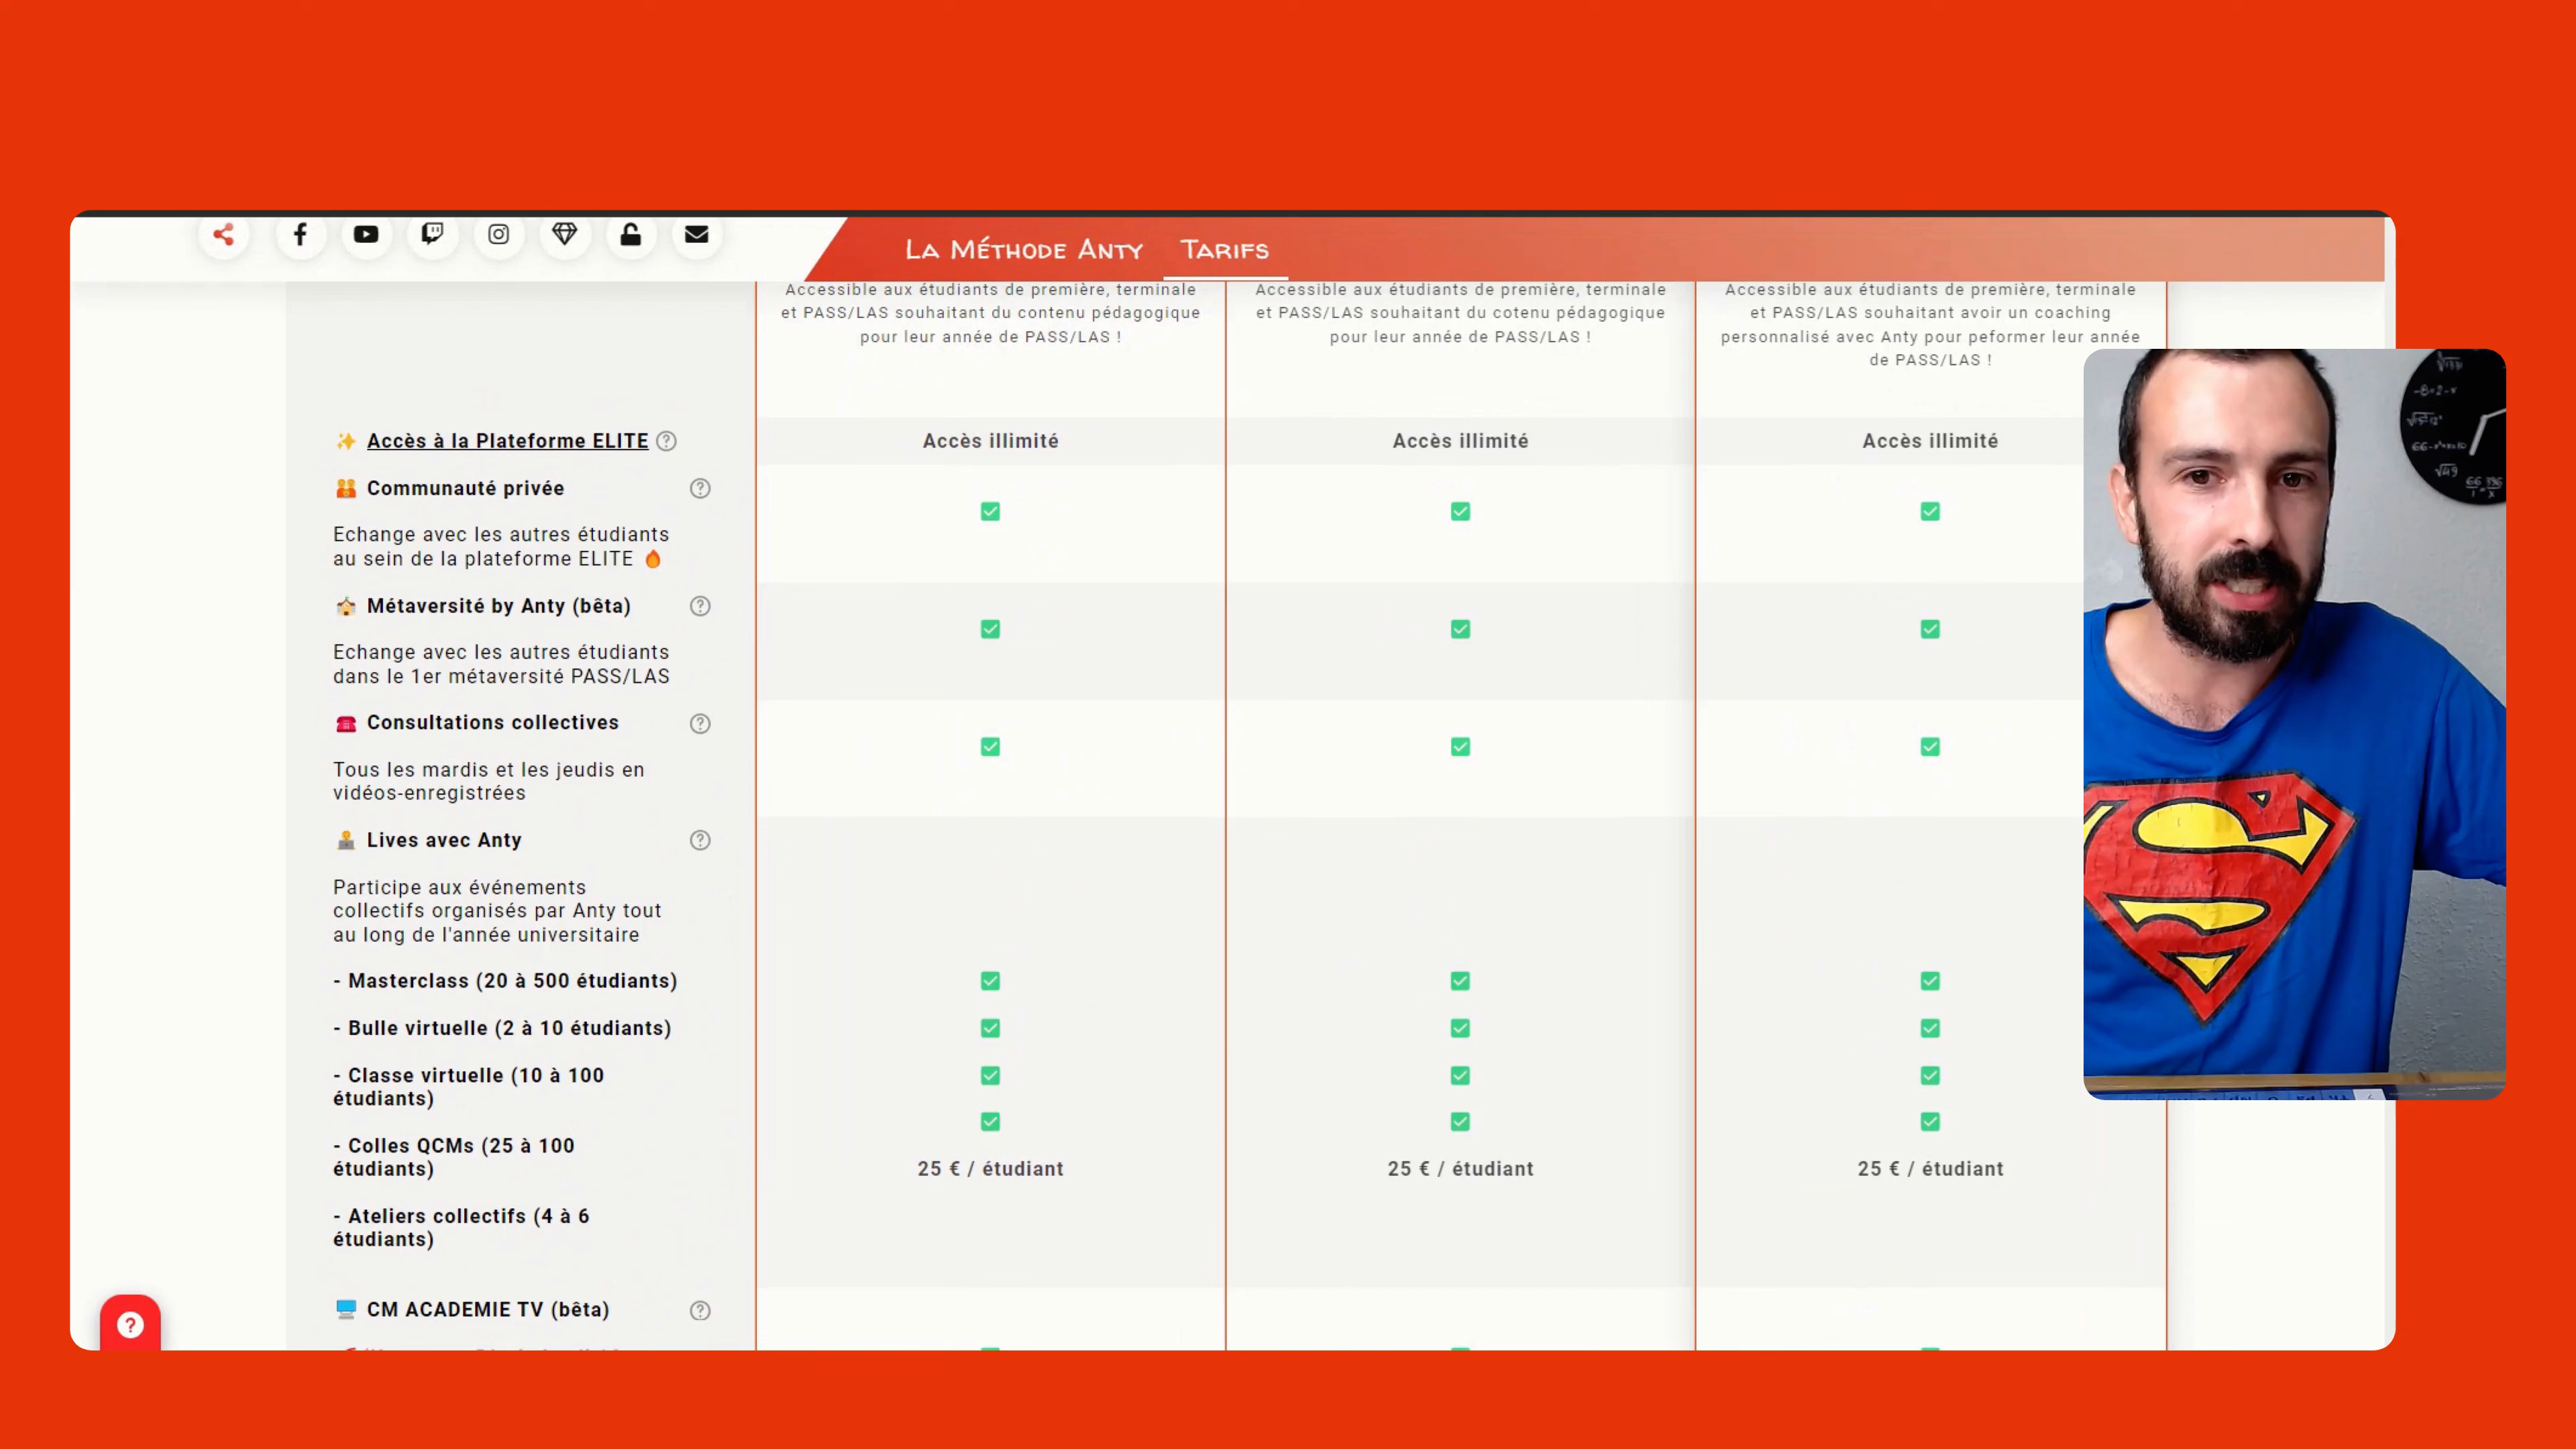 La Méthode Anty
Tarifs
Accessible aux étudiants de première, terminale
et PASS/LAS souhaitant du contenu pédagogique
pour leur année de PASS/LAS !
Accessible aux étudiants de première, terminale
et PASS/LAS souhaitant du cotenu pédagogique
pour leur année de PASS/LAS !
Accessible aux étudiants de première, terminale
et PASS/LAS souhaitant avoir un coaching
personnalisé avec Anty pour peformer leur année
de PASS/LAS !
Accès à la Plateforme ELITE
Accès illimité
Accès illimité
Accès illimité
Communauté privée
Echange avec les autres étudiants
au sein de la plateforme ELITE
Métaversité by Anty (bêta)
Echange avec les autres étudiants
dans le 1er métaversité PASS/LAS
Consultations collectives
Tous les mardis et les jeudis en
vidéos-enregistrées
Lives avec Anty
Participe aux événements
collectifs organisés par Anty tout
au long de l'année universitaire
- Masterclass (20 à 500 étudiants)
- Bulle virtuelle (2 à 10 étudiants)
- Classe virtuelle (10 à 100
étudiants)
- Colles QCMs (25 à 100
étudiants)
25 € / étudiant
25 € / étudiant
25 € / étudiant
- Ateliers collectifs (4 à 6
étudiants)
CM ACADEMIE TV (bêta)